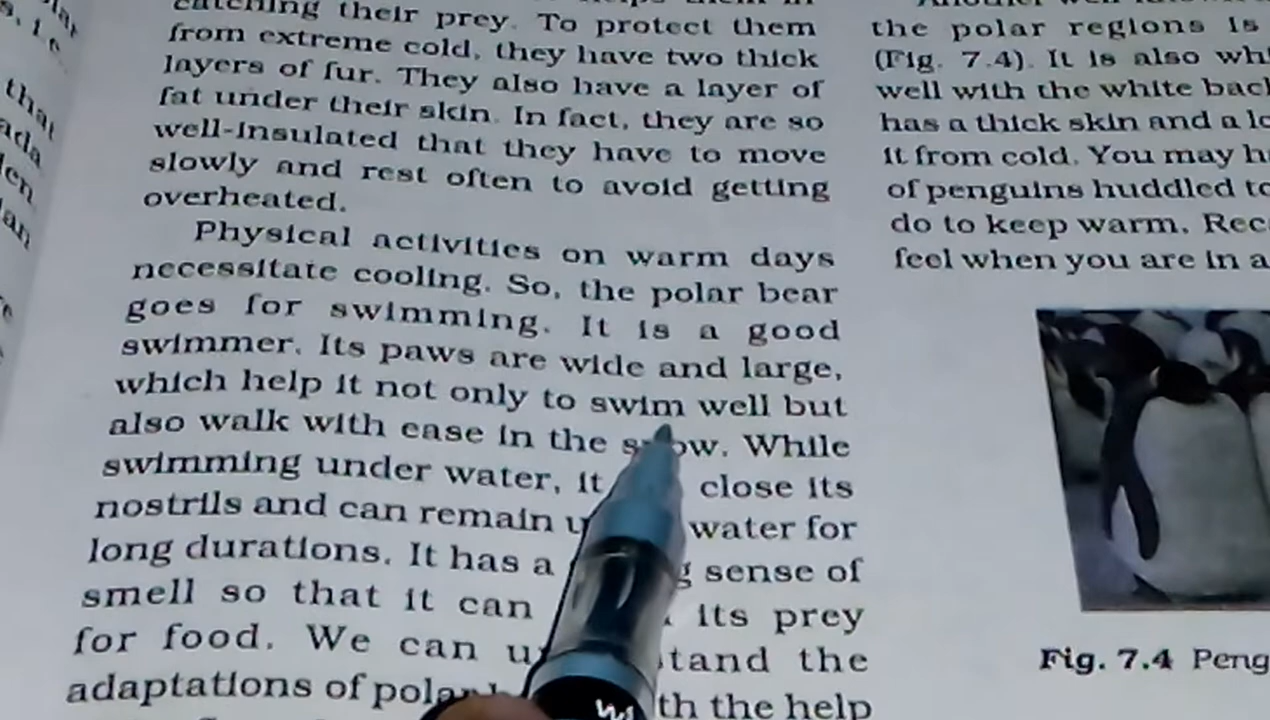 catching their prey. To protect them
from extreme cold, they have two thick
layers of fur. They also have a layer of
fat under their skin. In fact, they are so
well-insulated that they have to move
slowly and rest often to avoid getting
overheated.
Physical activities on warm days
necessitate cooling. So, the polar bear
goes for swimming. It is a good
swimmer. Its paws are wide and large,
which help it not only to swim well but
also walk with ease in the snow. While
swimming under water, it close its
nostrils and can remain water for
long durations. It has a sense of
smell so that it can its prey
for food. We can the
adaptations of the help
the polar regions is
(Fig. 7.4). It is also
well with the white
has a thick skin and a
it from cold. You may
of penguins huddled
do to keep warm.
feel when you are in a
Fig. 7.4
that